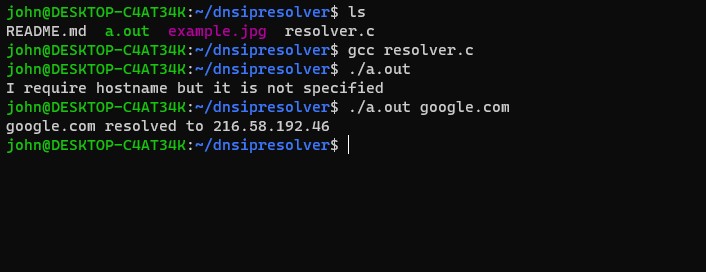 john@DESKTOP-C4AT34K:~/dnsipresolver$ ls
README.md  a.out  example.jpg  resolver.c
john@DESKTOP-C4AT34K:~/dnsipresolver$ gcc resolver.c
john@DESKTOP-C4AT34K:~/dnsipresolver$ ./a.out
I require hostname but it is not specified
john@DESKTOP-C4AT34K:~/dnsipresolver$ ./a.out google.com
google.com resolved to 216.58.192.46
john@DESKTOP-C4AT34K:~/dnsipresolver$